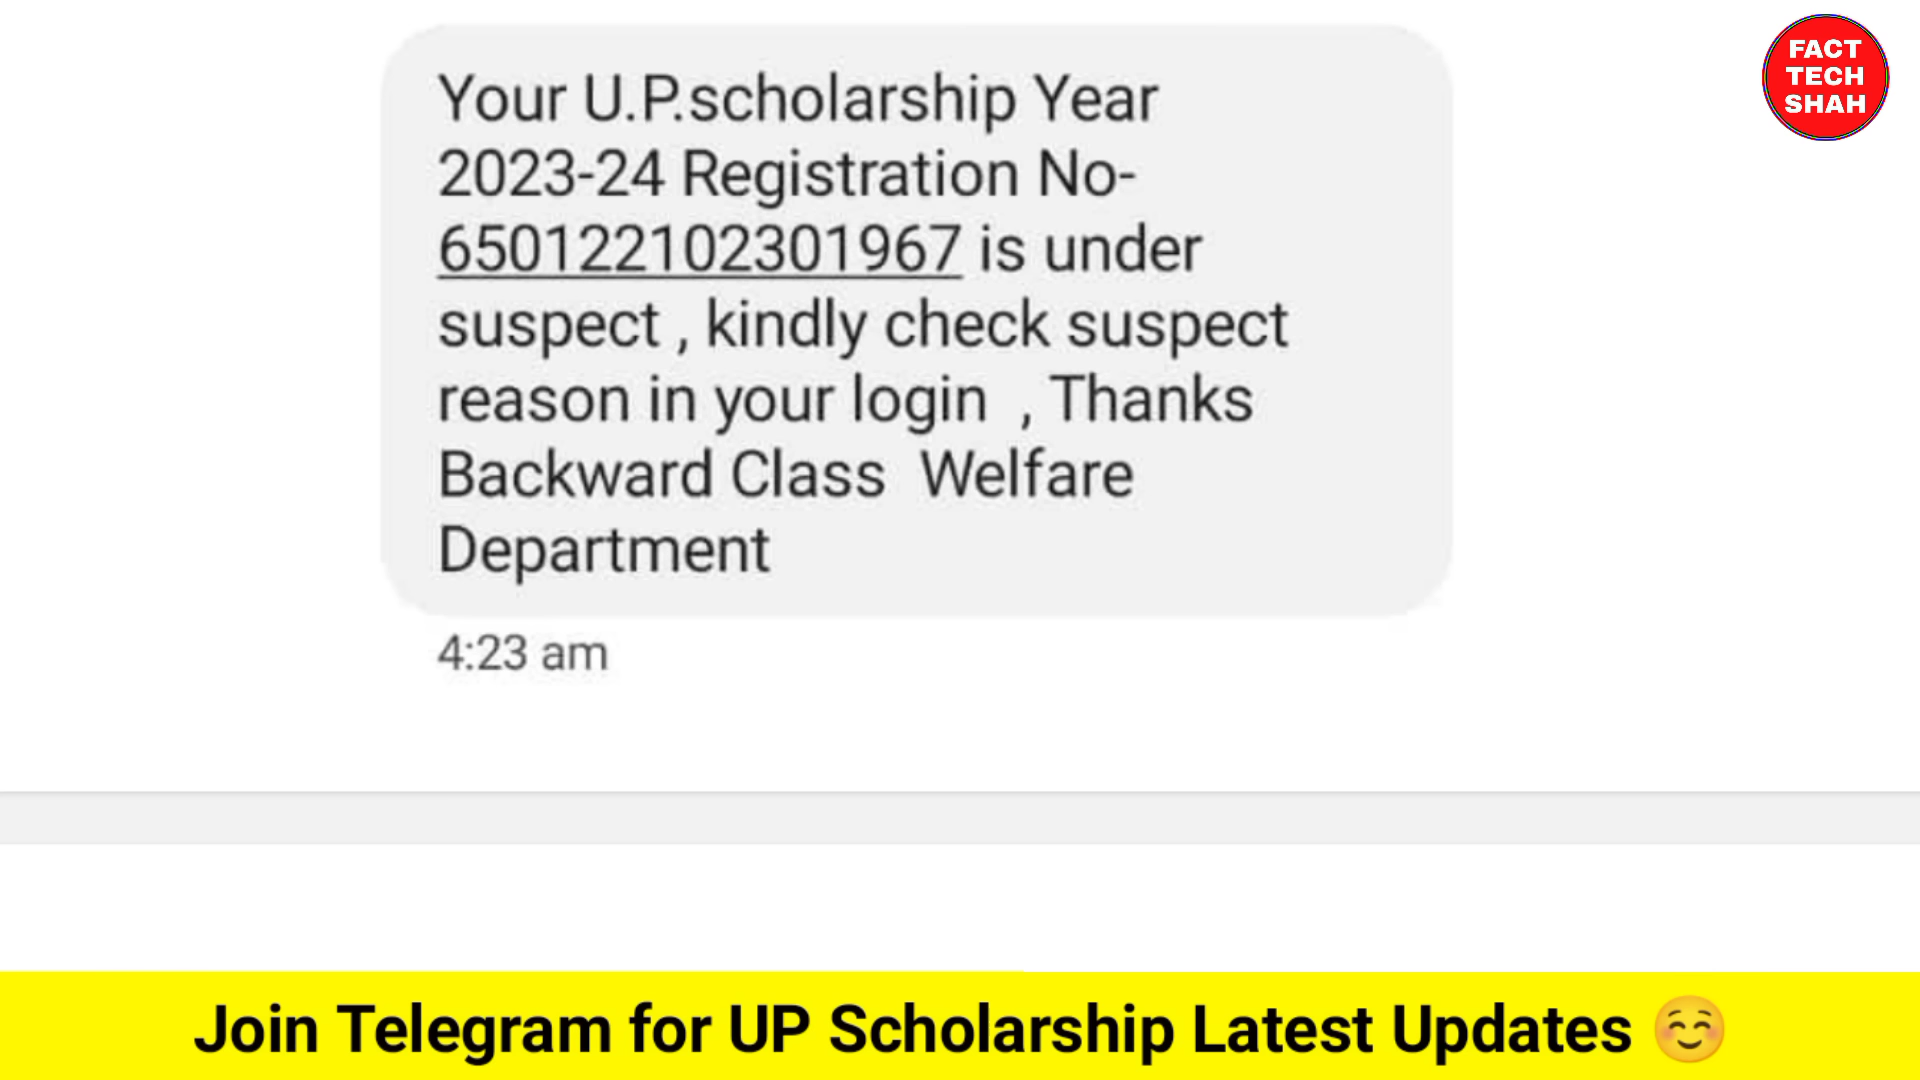 FACT
TECH
SHAH
Your U.P.scholarship Year
2023-24 Registration No-
650122102301967 is under
suspect , kindly check suspect
reason in your login  , Thanks
Backward Class  Welfare
Department
4:23 am
Join Telegram for UP Scholarship Latest Updates ☺️